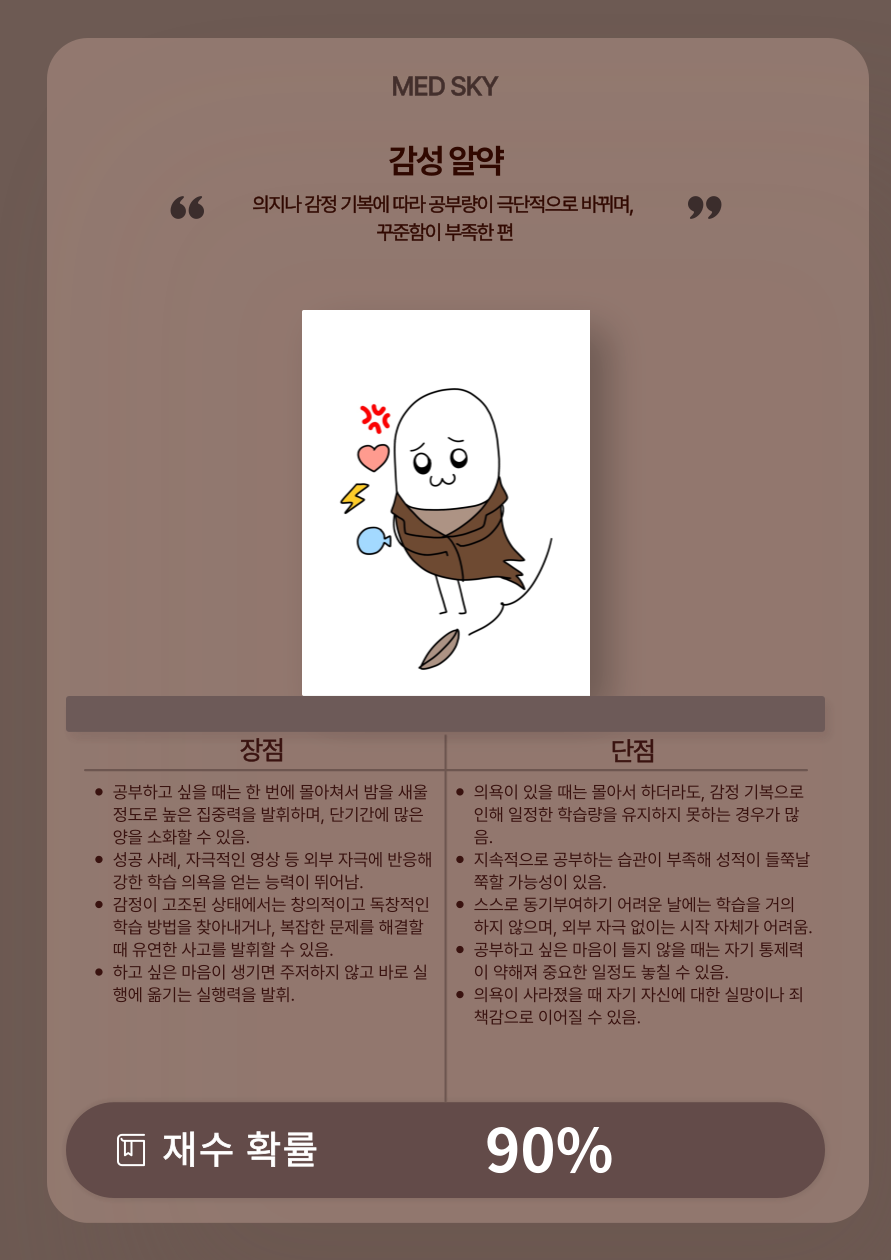 MED SKY
감성 알약
“ 의지나 감정 기복에 따라 공부량이 극단적으로 바뀌며, ”
꾸준함이 부족한 편
장점
● 공부하고 싶을 때는 한 번에 몰아쳐서 밤을 새울
정도로 높은 집중력을 발휘하며, 단기간에 많은
양을 소화할 수 있음.
● 성공 사례, 자극적인 영상 등 외부 자극에 반응해
강한 학습 의욕을 얻는 능력이 뛰어남.
● 감정이 고조된 상태에서는 창의적이고 독창적인
학습 방법을 찾아내거나, 복잡한 문제를 해결할
때 유연한 사고를 발휘할 수 있음.
● 하고 싶은 마음이 생기면 주저하지 않고 바로 실
행에 옮기는 실행력을 발휘.
단점
● 의욕이 있을 때는 몰아서 하더라도, 감정 기복으로
인해 일정한 학습량을 유지하지 못하는 경우가 많
음.
● 지속적으로 공부하는 습관이 부족해 성적이 들쭉날
쭉할 가능성이 있음.
● 스스로 동기부여하기 어려운 날에는 학습을 거의
하지 않으며, 외부 자극 없이는 시작 자체가 어려움.
● 공부하고 싶은 마음이 들지 않을 때는 자기 통제력
이 약해져 중요한 일정도 놓칠 수 있음.
● 의욕이 사라졌을 때 자기 자신에 대한 실망이나 죄
책감으로 이어질 수 있음.
재수 확률 90%